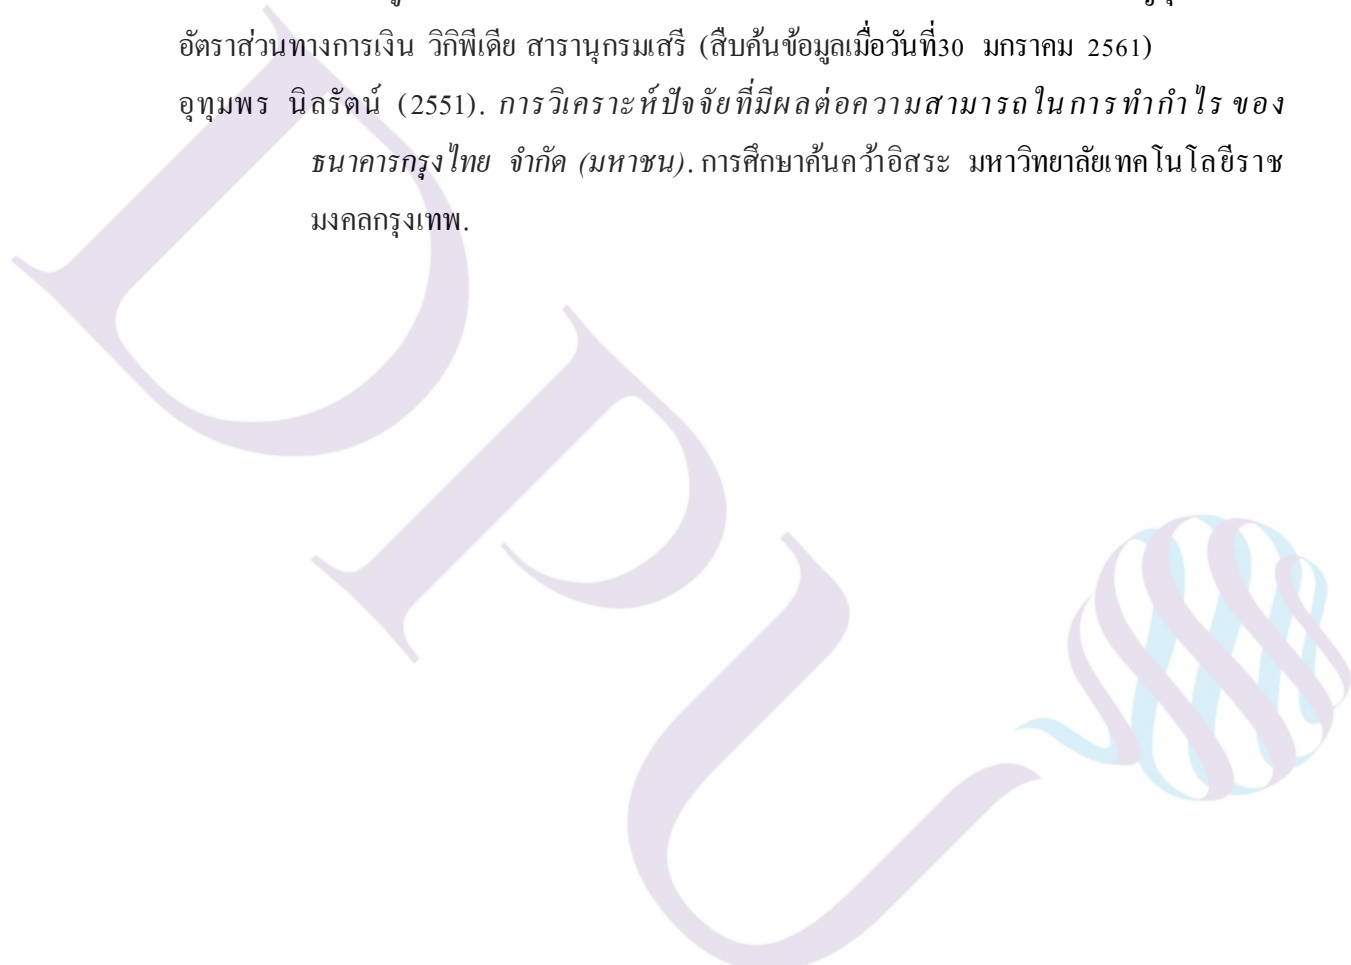 อัตราส่วนทางการเงิน วิกิพีเดีย สารานุกรมเสรี (สืบค้นข้อมูลเมื่อวันที่30 มกราคม 2561)
อุทุมพร นิลรัตน์ (2551). การวิเคราะห์ปัจจัยที่มีผลต่อความสามารถในการทำกำไร ของ
ธนาคารกรุงไทย จำกัด (มหาชน). การศึกษาค้นคว้าอิสระ มหาวิทยาลัยเทคโนโลยีราช
มงคลกรุงเทพ.
DPU